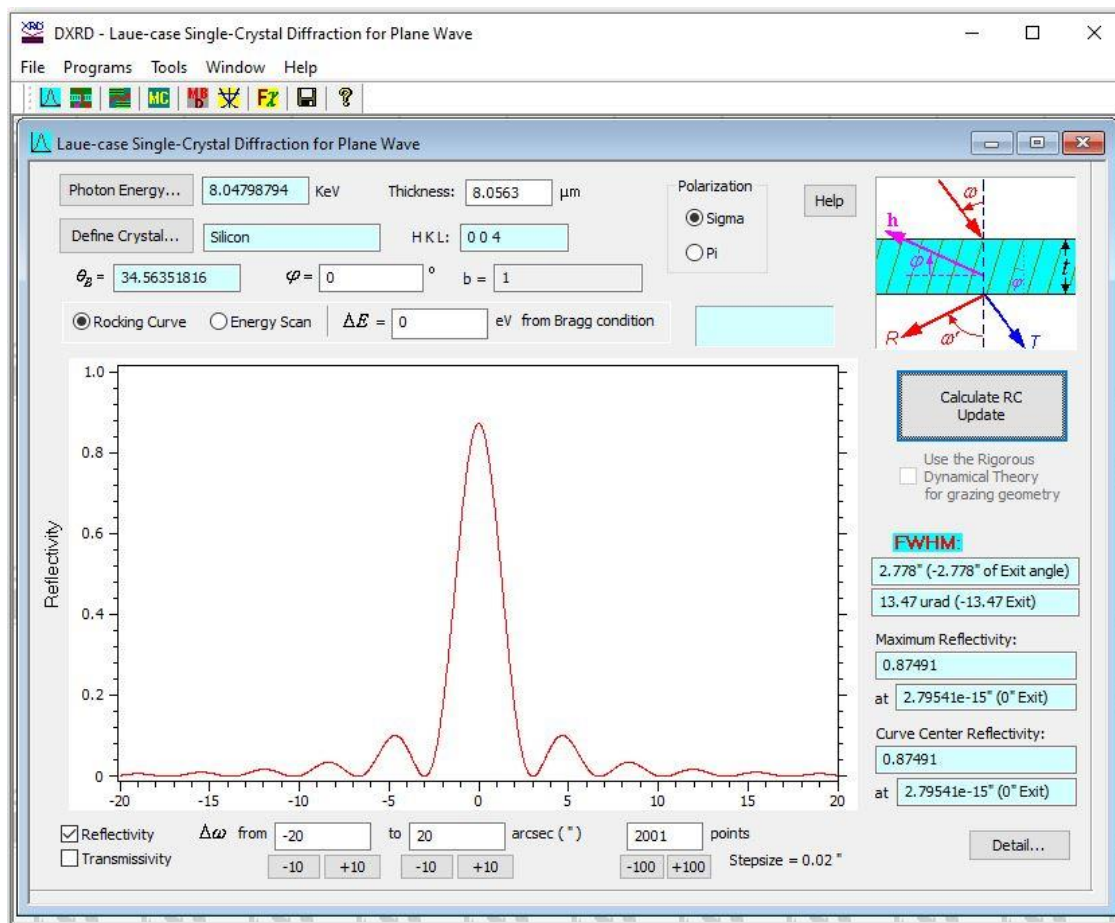 XRD
DXRD - Laue-case Single-Crystal Diffraction for Plane Wave
File Programs Tools Window Help
MC MB D Fχ ?
Laue-case Single-Crystal Diffraction for Plane Wave
Photon Energy... 8.04798794 KeV Thickness: 8.0563 μm
Polarization
Sigma
Pi
Help
Define Crystal... Silicon H K L: 0 0 4
θB = 34.56351816 φ = 0 ° b = 1
Rocking Curve Energy Scan ΔE = 0 eV from Bragg condition
ω
h
φ
φ
t
R
ω'
T
Calculate RC
Update
Use the Rigorous
Dynamical Theory
for grazing geometry
FWHM:
2.778" (-2.778" of Exit angle)
13.47 urad (-13.47 Exit)
Maximum Reflectivity:
0.87491
at 2.79541e-15" (0" Exit)
Curve Center Reflectivity:
0.87491
at 2.79541e-15" (0" Exit)
Reflectivity
1.0
0.8
0.6
0.4
0.2
0
-20 -15 -10 -5 0 5 10 15 20
Reflectivity Δω from -20 to 20 arcsec (") 2001 points
Transmissivity -10 +10 -10 +10 -100 +100 Stepsize = 0.02 "
Detail...